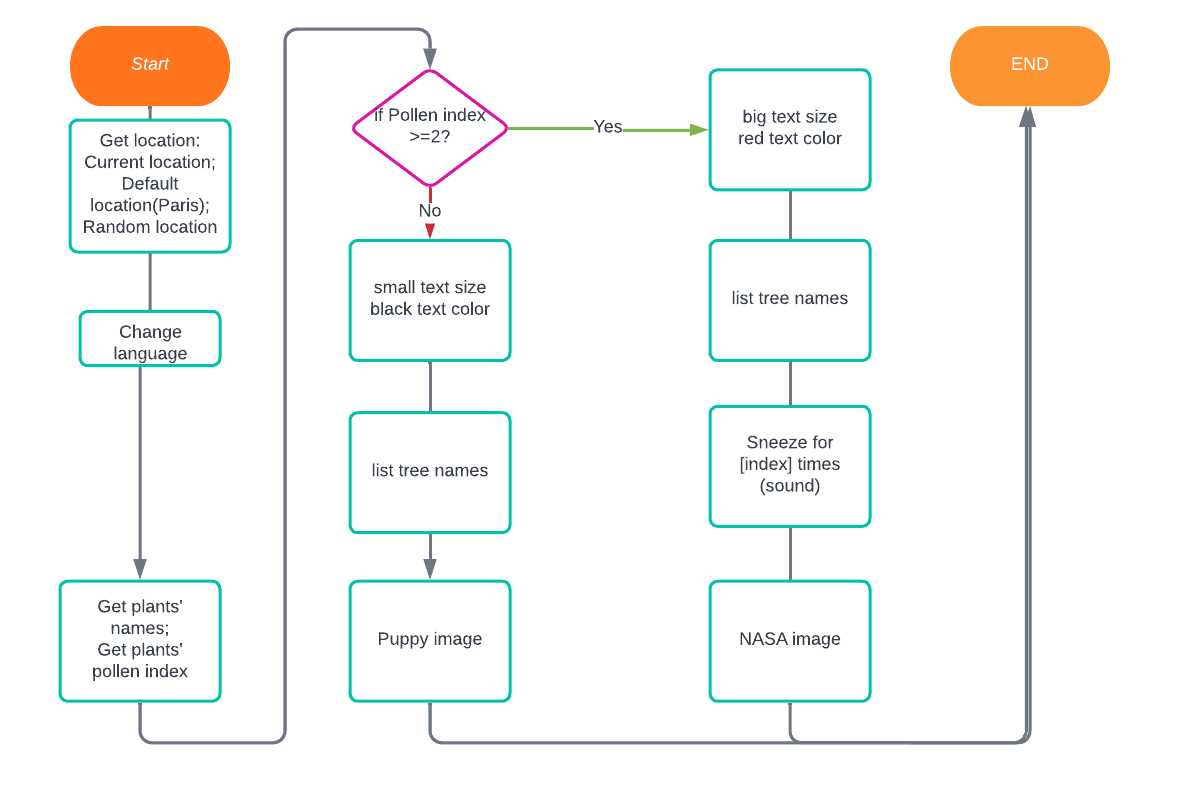 Start
Get location:
Current location;
Default
location(Paris);
Random location
Change
language
Get plants'
names;
Get plants'
pollen index
if Pollen index
>=2?
Yes
No
small text size
black text color
list tree names
Puppy image
big text size
red text color
list tree names
Sneeze for
[index] times
(sound)
NASA image
END